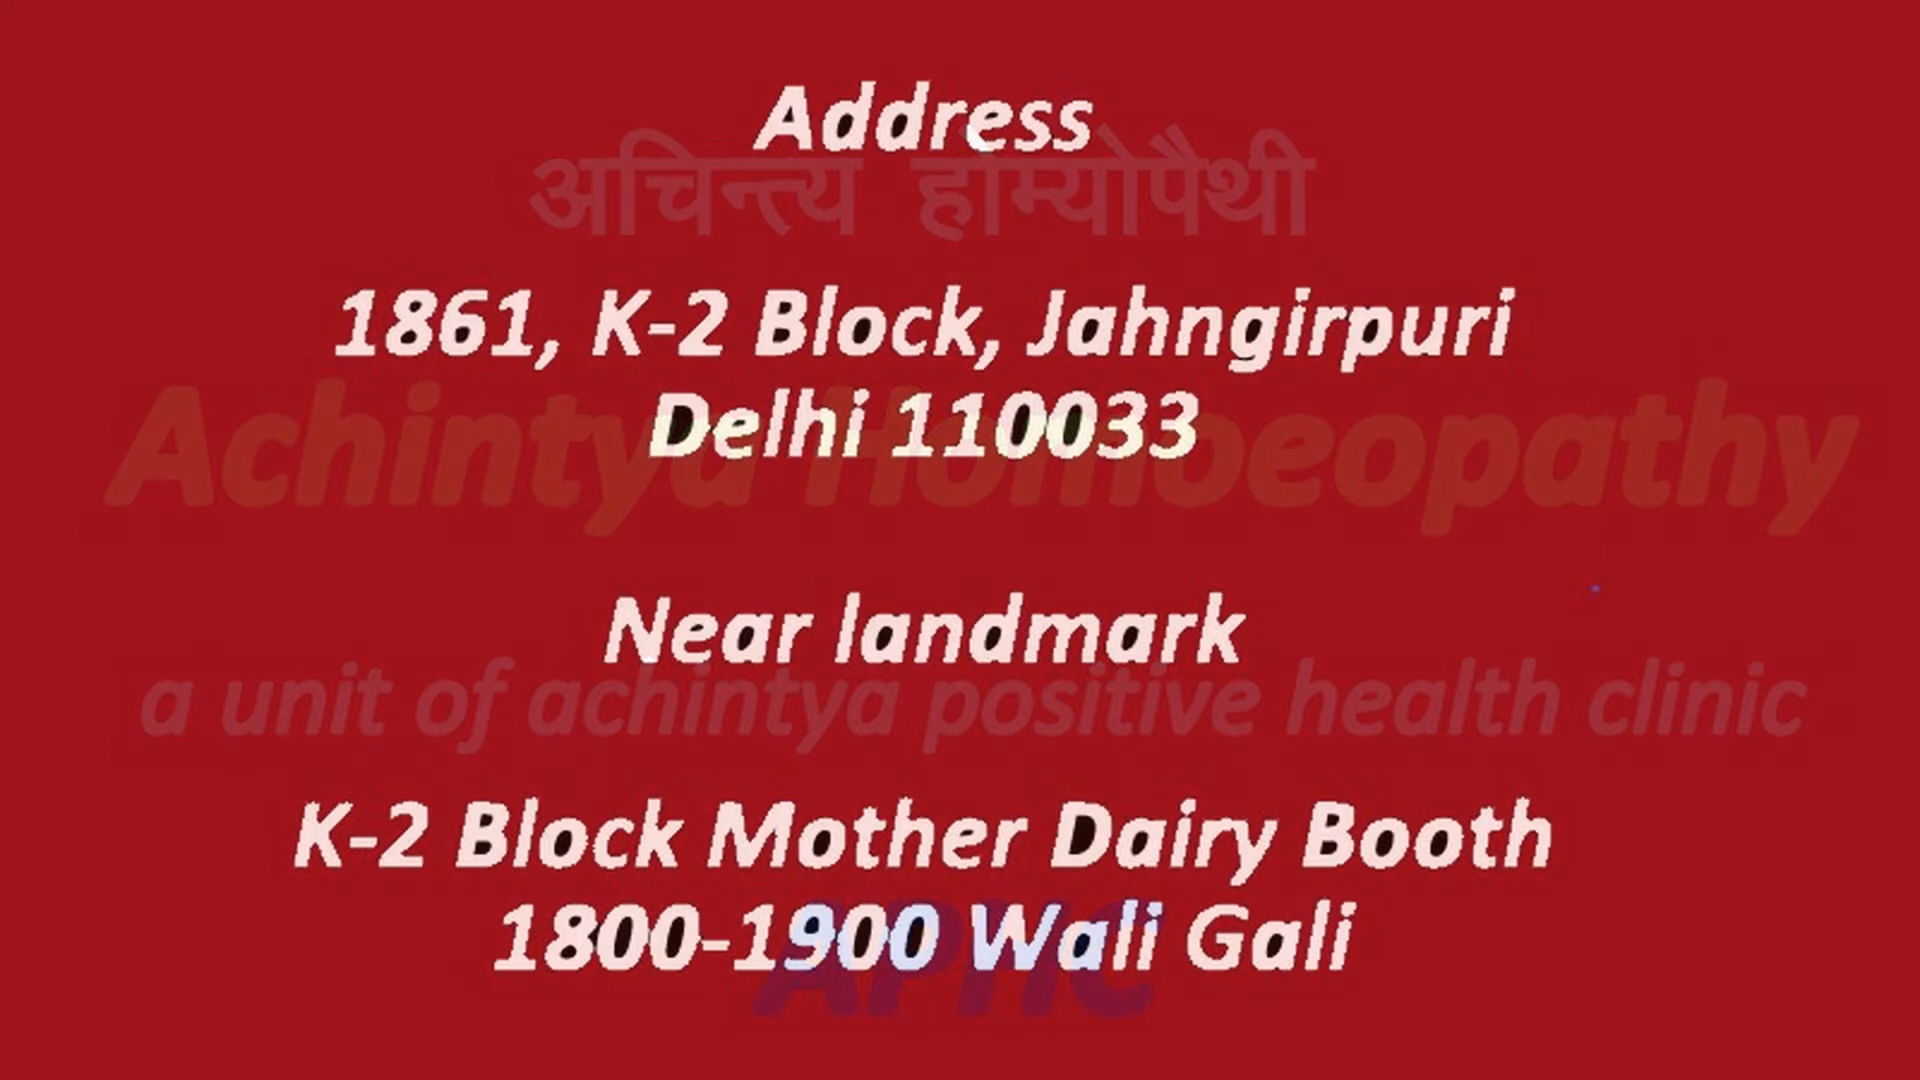 Address
अचिन्त्य होम्योपैथी
1861, K-2 Block, Jahngirpuri
Delhi 110033
Achintya Homoeopathy
Near landmark
a unit of achintya positive health clinic
K-2 Block Mother Dairy Booth
1800-1900 Wali Gali
APHC